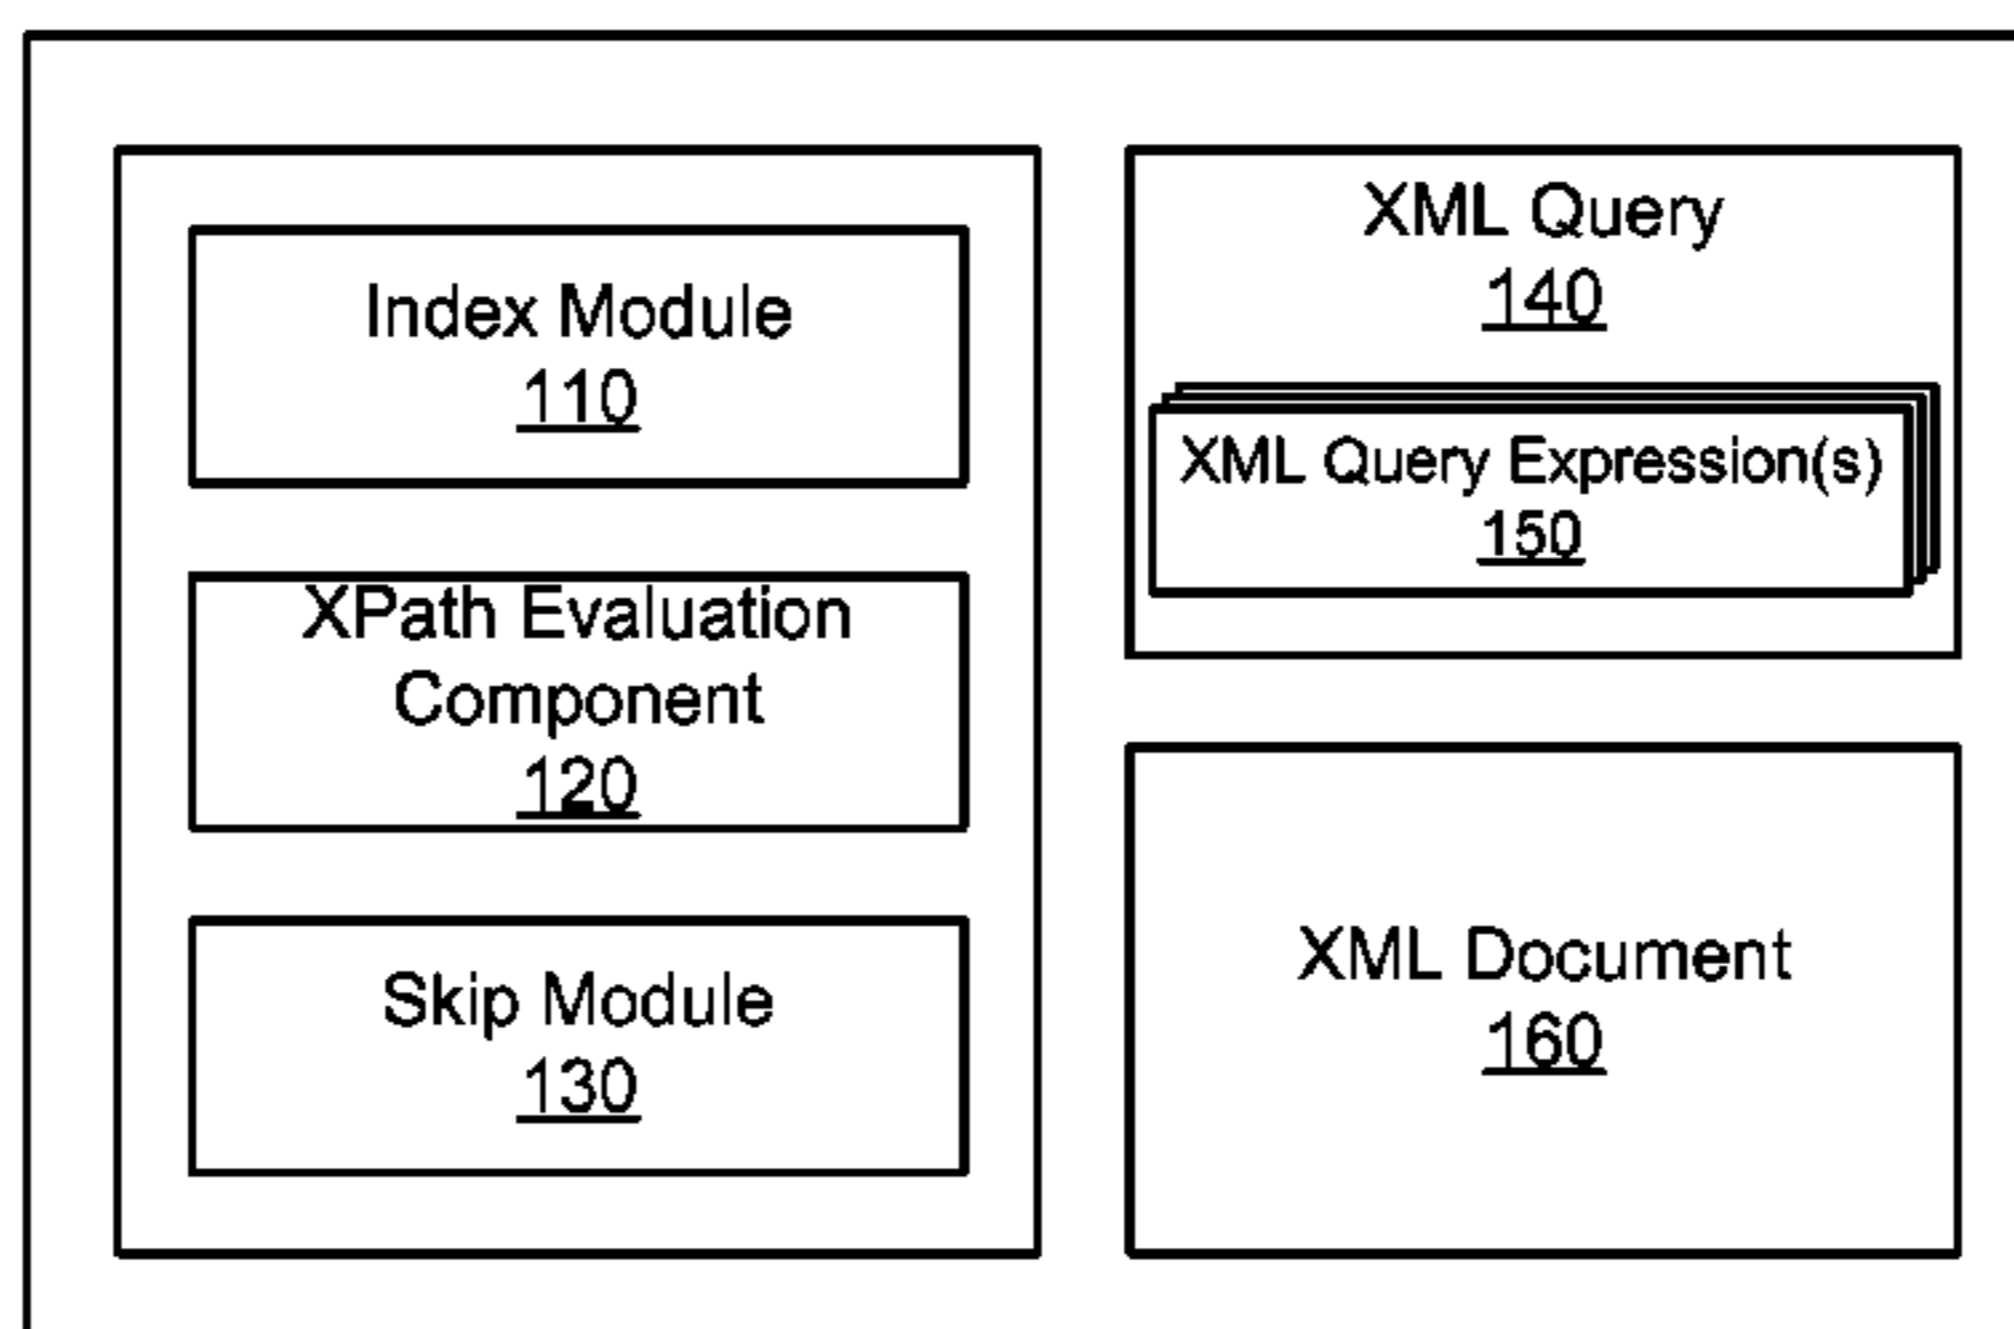 Index Module
110
XPath Evaluation
Component
120
Skip Module
130
XML Query
140
XML Query Expression(s)
150
XML Document
160